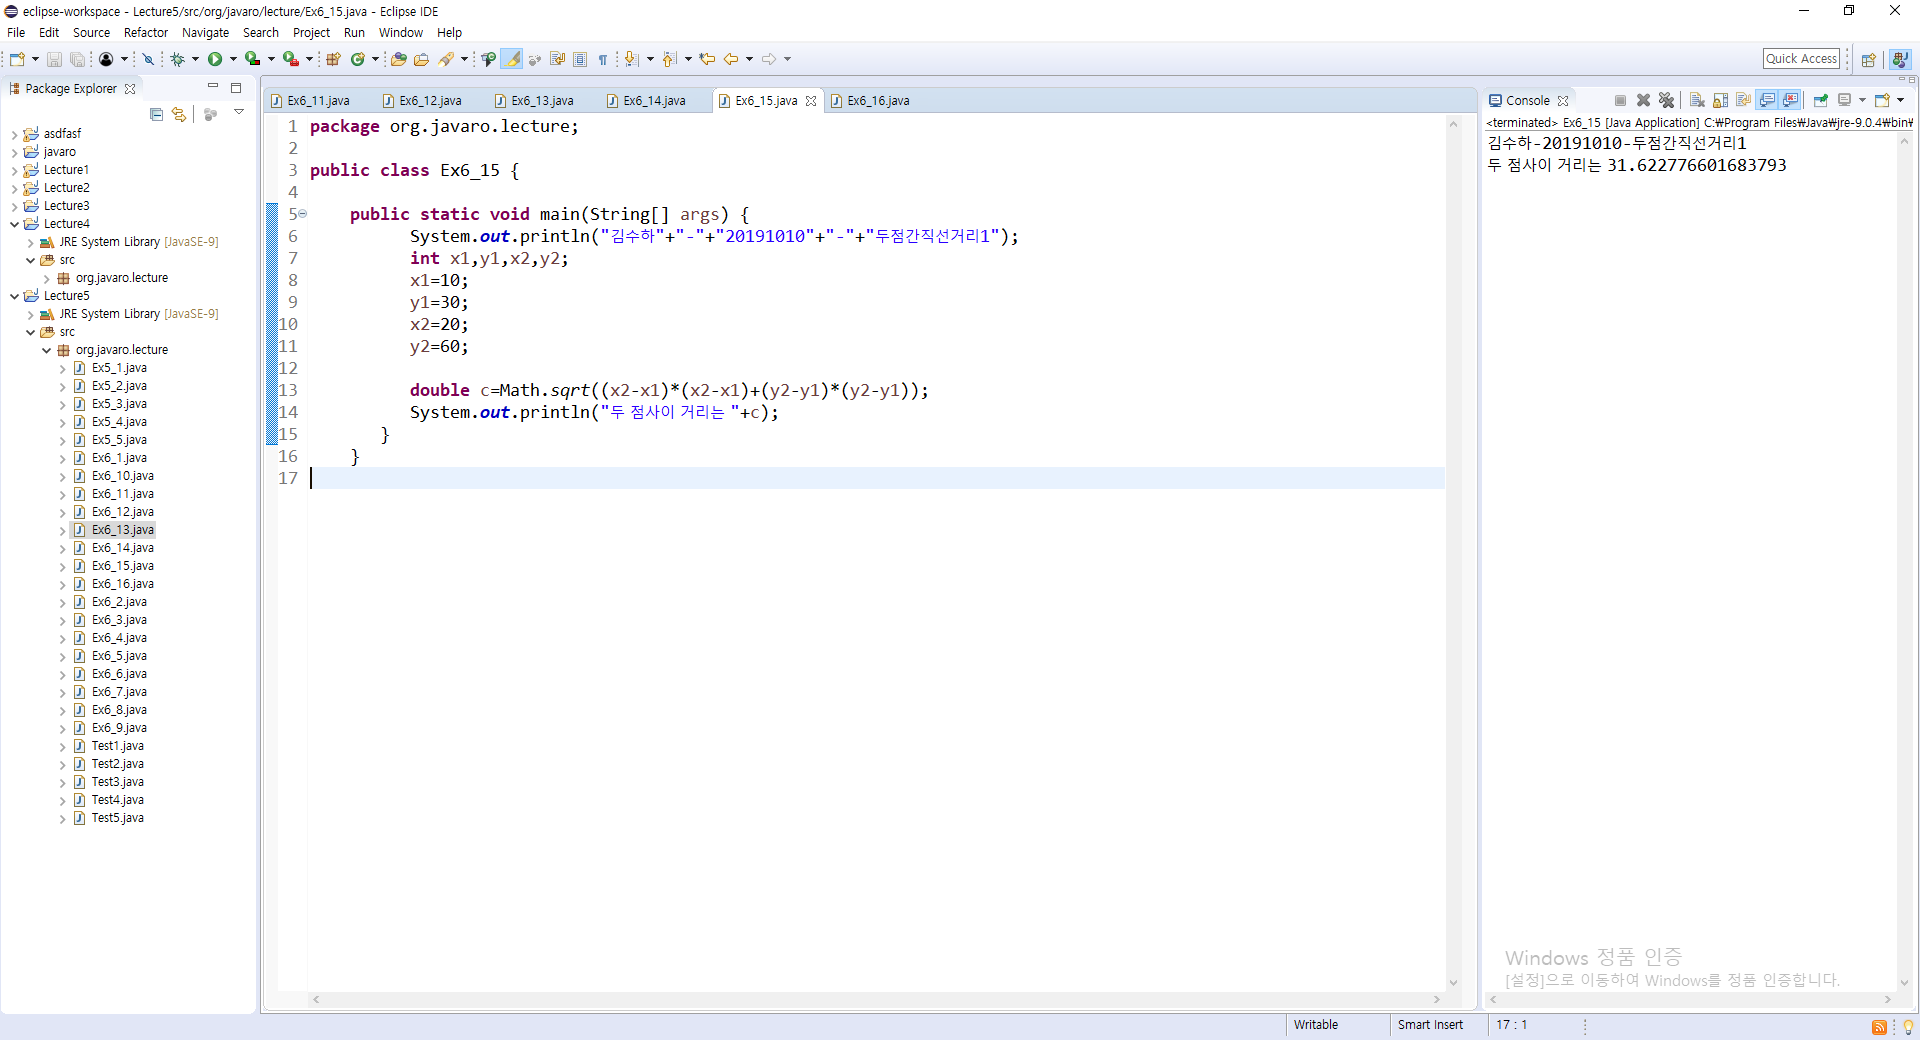 eclipse-workspace - Lecture5/src/org/javaro/lecture/Ex6_15.java - Eclipse IDE
File Edit Source Refactor Navigate Search Project Run Window Help
Quick Access
Package Explorer
asdfasf
javaro
Lecture1
Lecture2
Lecture3
Lecture4
JRE System Library [JavaSE-9]
src
org.javaro.lecture
Lecture5
JRE System Library [JavaSE-9]
src
org.javaro.lecture
Ex5_1.java
Ex5_2.java
Ex5_3.java
Ex5_4.java
Ex5_5.java
Ex6_1.java
Ex6_10.java
Ex6_11.java
Ex6_12.java
Ex6_13.java
Ex6_14.java
Ex6_15.java
Ex6_16.java
Ex6_2.java
Ex6_3.java
Ex6_4.java
Ex6_5.java
Ex6_6.java
Ex6_7.java
Ex6_8.java
Ex6_9.java
Test1.java
Test2.java
Test3.java
Test4.java
Test5.java
Ex6_11.java Ex6_12.java Ex6_13.java Ex6_14.java Ex6_15.java Ex6_16.java
1 package org.javaro.lecture;
2
3 public class Ex6_15 {
4
5 public static void main(String[] args) {
6 System.out.println("김수하"+"-"+"20191010"+"-"+"두점간직선거리1");
7 int x1,y1,x2,y2;
8 x1=10;
9 y1=30;
10 x2=20;
11 y2=60;
12
13 double c=Math.sqrt((x2-x1)*(x2-x1)+(y2-y1)*(y2-y1));
14 System.out.println("두 점사이 거리는 "+c);
15 }
16 }
17
Console
<terminated> Ex6_15 [Java Application] C:₩Program Files₩Java₩jre-9.0.4₩bin₩
김수하-20191010-두점간직선거리1
두 점사이 거리는 31.622776601683793
Windows 정품 인증
[설정]으로 이동하여 Windows를 정품 인증합니다.
Writable Smart Insert 17 : 1